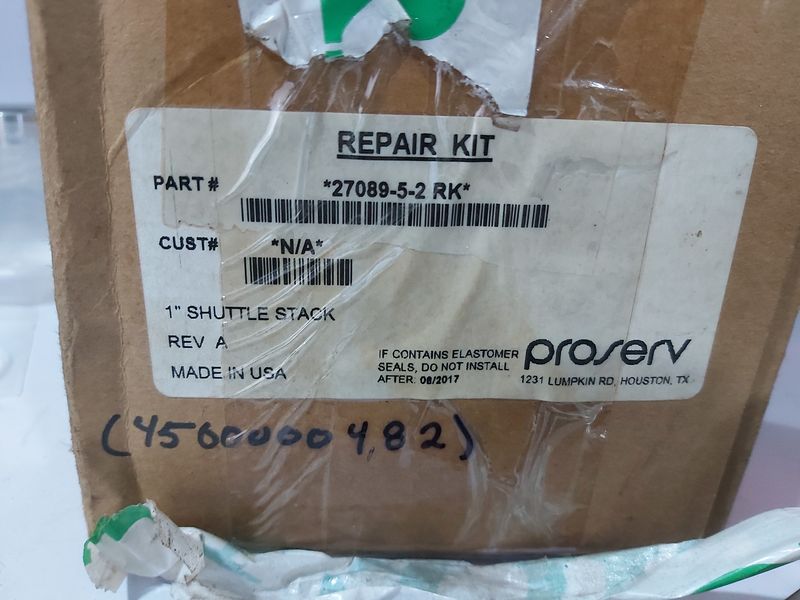 REPAIR KIT
PART # *27089-5-2 RK*
CUST# *N/A*
1" SHUTTLE STACK
REV A
MADE IN USA
IF CONTAINS ELASTOMER
SEALS, DO NOT INSTALL
AFTER: 08/2017
proserv
1231 LUMPKIN RD, HOUSTON, TX
(4500000482)